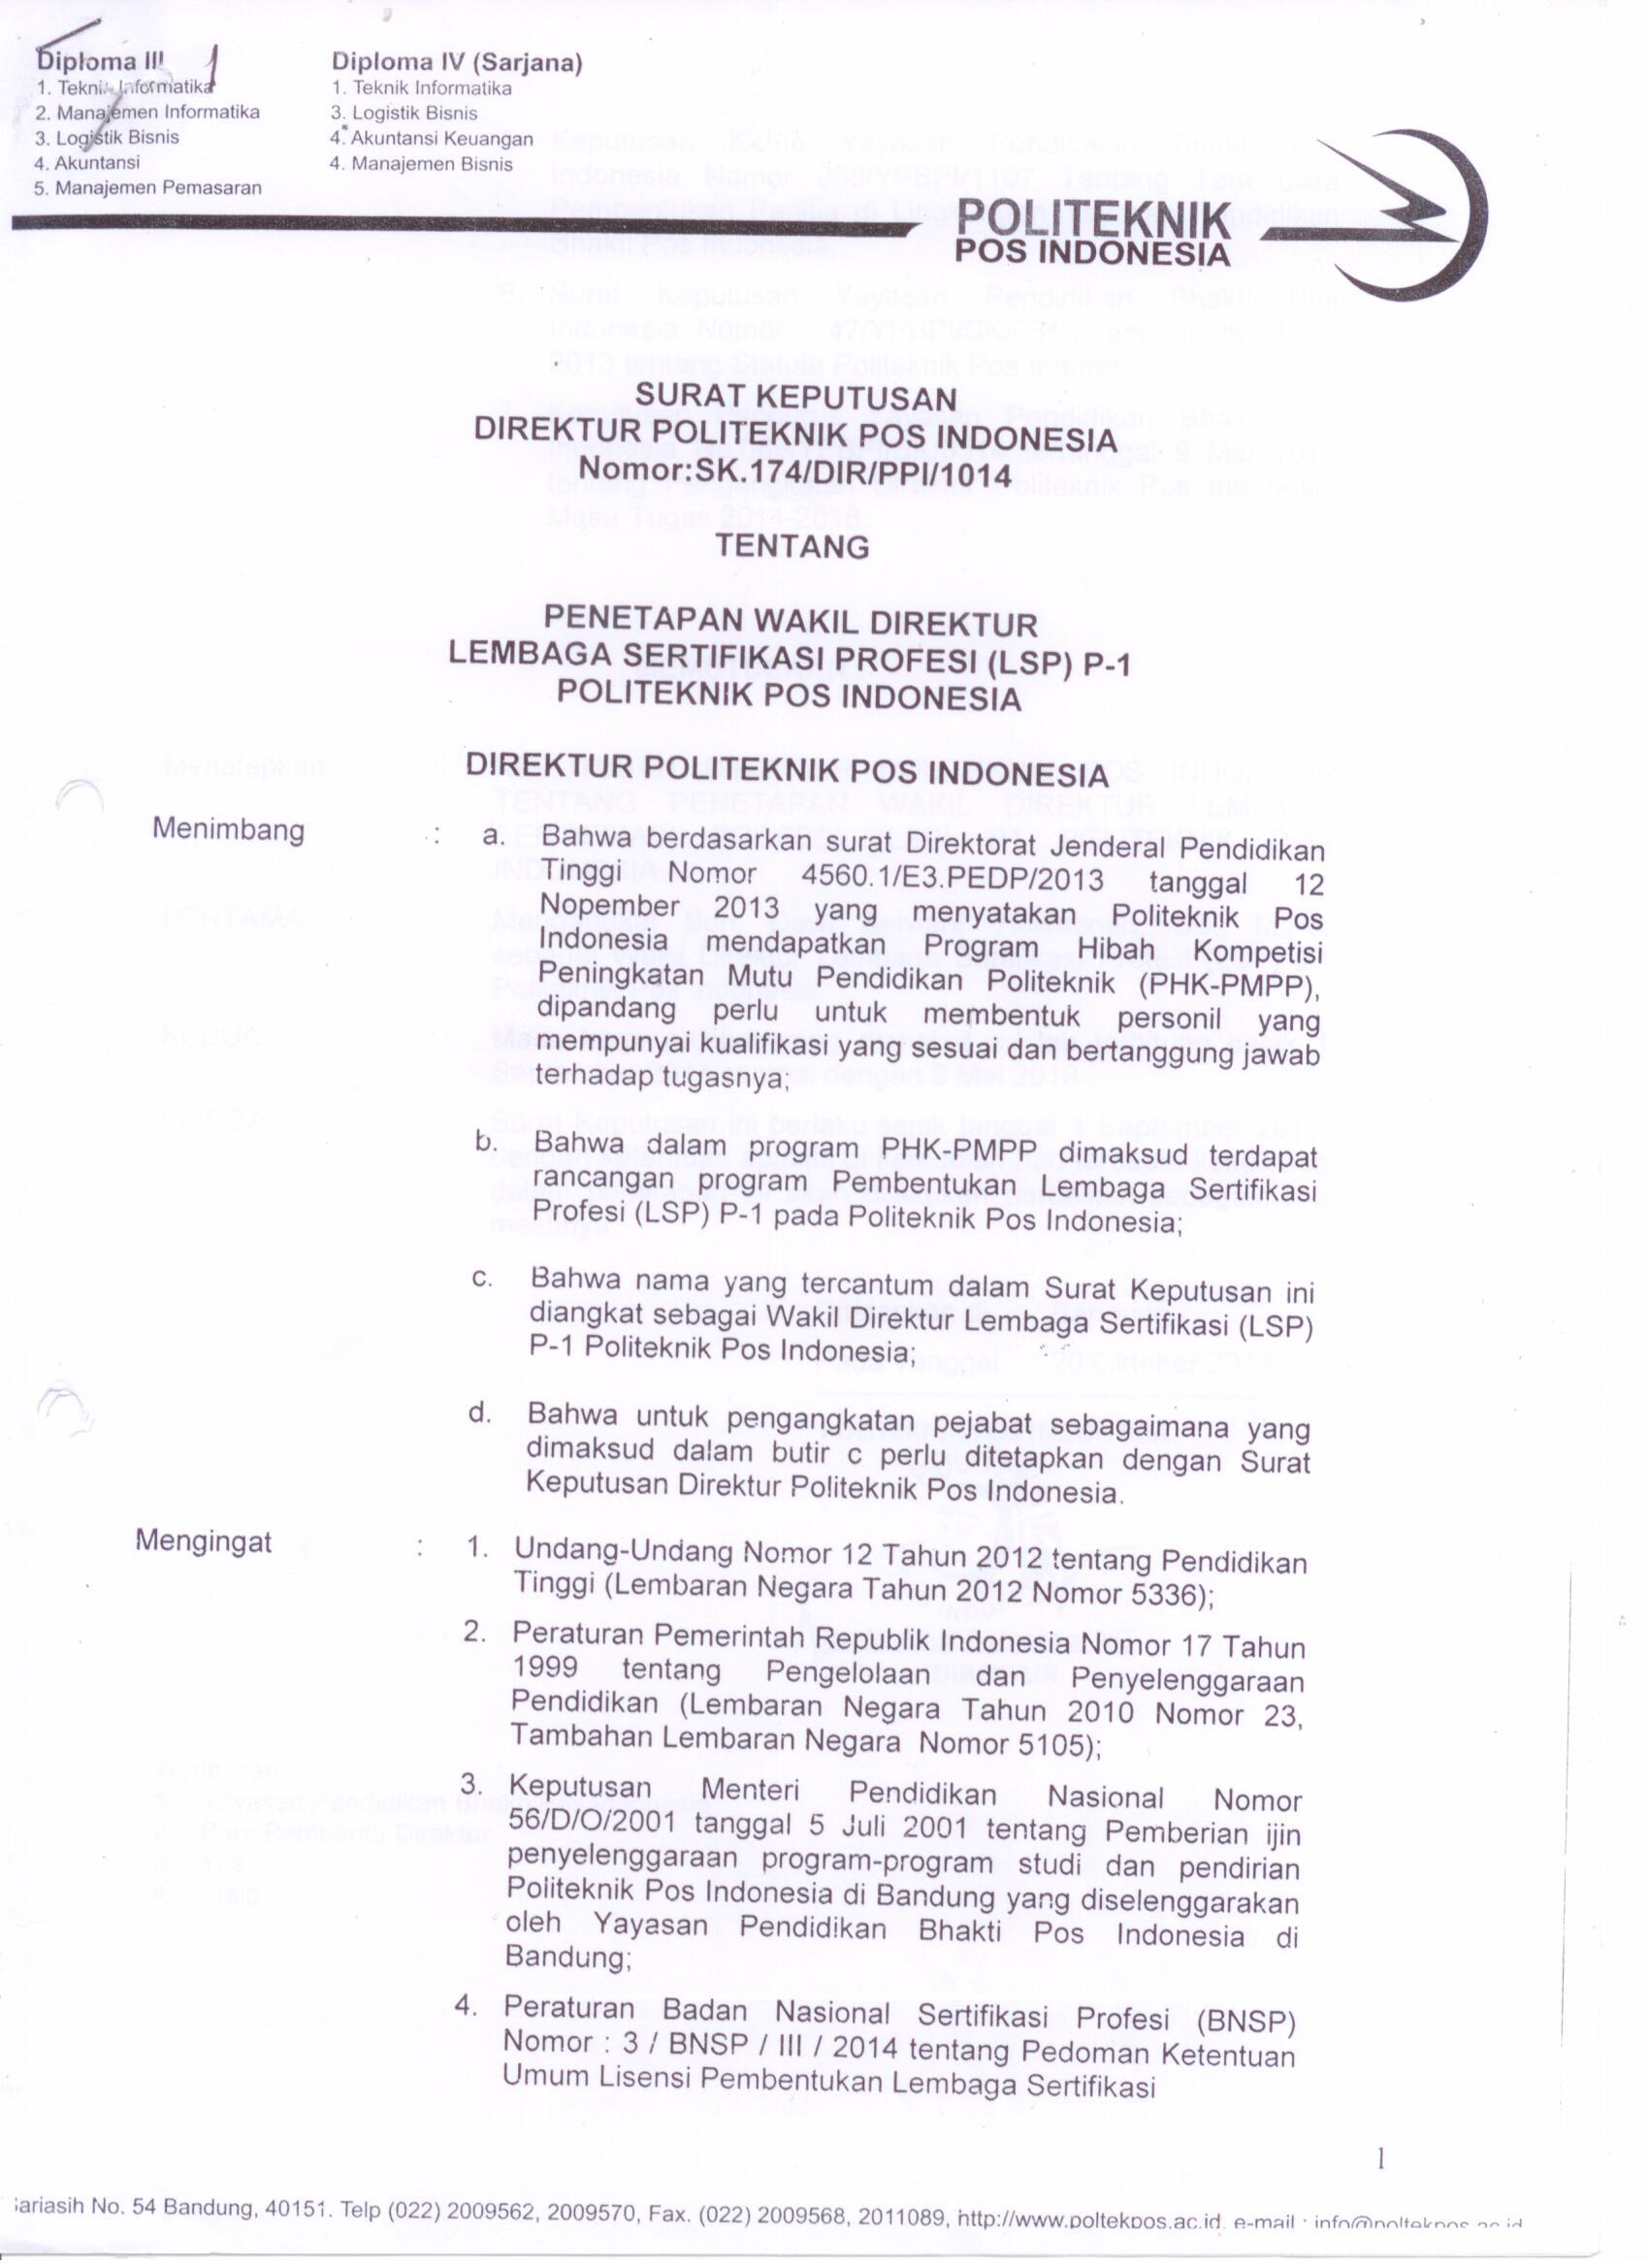 Diploma III
1. Teknik Informatika
2. Manajemen Informatika
3. Logistik Bisnis
4. Akuntansi
5. Manajemen Pemasaran
Diploma IV (Sarjana)
1. Teknik Informatika
3. Logistik Bisnis
4. Akuntansi Keuangan
4. Manajemen Bisnis
POLITEKNIK
POS INDONESIA
SURAT KEPUTUSAN
DIREKTUR POLITEKNIK POS INDONESIA
Nomor:SK.174/DIR/PPI/1014
TENTANG
PENETAPAN WAKIL DIREKTUR
LEMBAGA SERTIFIKASI PROFESI (LSP) P-1
POLITEKNIK POS INDONESIA
DIREKTUR POLITEKNIK POS INDONESIA
Menimbang : a. Bahwa berdasarkan surat Direktorat Jenderal Pendidikan
Tinggi Nomor 4560.1/E3.PEDP/2013 tanggal 12
Nopember 2013 yang menyatakan Politeknik Pos
Indonesia mendapatkan Program Hibah Kompetisi
Peningkatan Mutu Pendidikan Politeknik (PHK-PMPP),
dipandang perlu untuk membentuk personil yang
mempunyai kualifikasi yang sesuai dan bertanggung jawab
terhadap tugasnya;
b. Bahwa dalam program PHK-PMPP dimaksud terdapat
rancangan program Pembentukan Lembaga Sertifikasi
Profesi (LSP) P-1 pada Politeknik Pos Indonesia;
c. Bahwa nama yang tercantum dalam Surat Keputusan ini
diangkat sebagai Wakil Direktur Lembaga Sertifikasi (LSP)
P-1 Politeknik Pos Indonesia;
d. Bahwa untuk pengangkatan pejabat sebagaimana yang
dimaksud dalam butir c perlu ditetapkan dengan Surat
Keputusan Direktur Politeknik Pos Indonesia.
Mengingat : 1. Undang-Undang Nomor 12 Tahun 2012 tentang Pendidikan
Tinggi (Lembaran Negara Tahun 2012 Nomor 5336);
2. Peraturan Pemerintah Republik Indonesia Nomor 17 Tahun
1999 tentang Pengelolaan dan Penyelenggaraan
Pendidikan (Lembaran Negara Tahun 2010 Nomor 23,
Tambahan Lembaran Negara Nomor 5105);
3. Keputusan Menteri Pendidikan Nasional Nomor
56/D/O/2001 tanggal 5 Juli 2001 tentang Pemberian ijin
penyelenggaraan program-program studi dan pendirian
Politeknik Pos Indonesia di Bandung yang diselenggarakan
oleh Yayasan Pendidikan Bhakti Pos Indonesia di
Bandung;
4. Peraturan Badan Nasional Sertifikasi Profesi (BNSP)
Nomor : 3 / BNSP / III / 2014 tentang Pedoman Ketentuan
Umum Lisensi Pembentukan Lembaga Sertifikasi
1
ariasih No. 54 Bandung, 40151. Telp (022) 2009562, 2009570, Fax. (022) 2009568, 2011089, http://www.poltekpos.ac.id, e-mail : info@poltekpos.ac.id